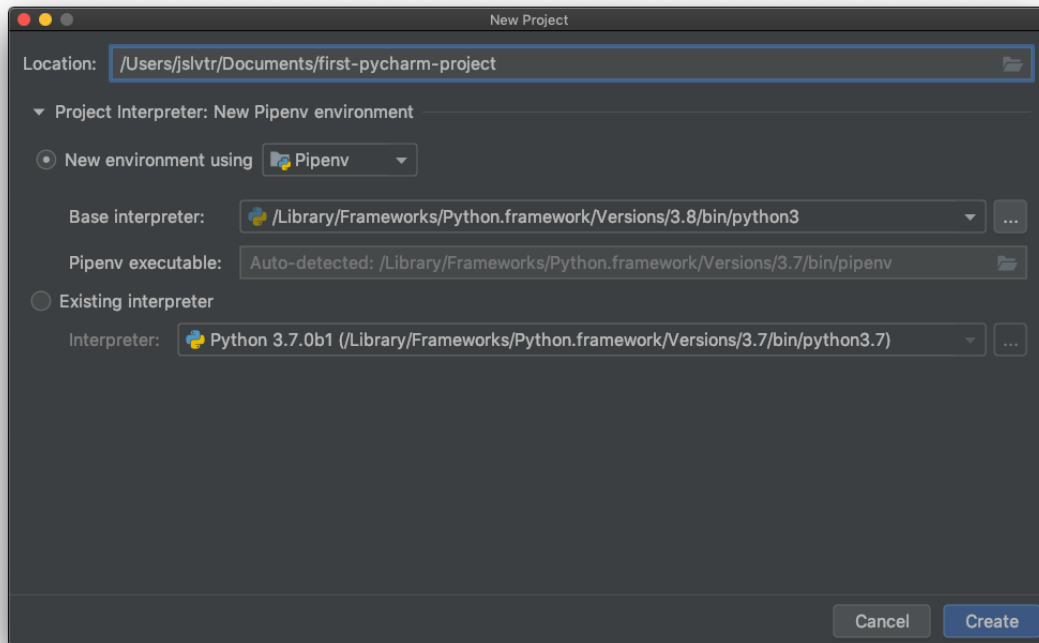 New Project
Location: /Users/jslvtr/Documents/first-pycharm-project
Project Interpreter: New Pipenv environment
New environment using Pipenv
Base interpreter: /Library/Frameworks/Python.framework/Versions/3.8/bin/python3 ...
Pipenv executable: Auto-detected: /Library/Frameworks/Python.framework/Versions/3.7/bin/pipenv
Existing interpreter
Interpreter: Python 3.7.0b1 (/Library/Frameworks/Python.framework/Versions/3.7/bin/python3.7) ...
Cancel Create